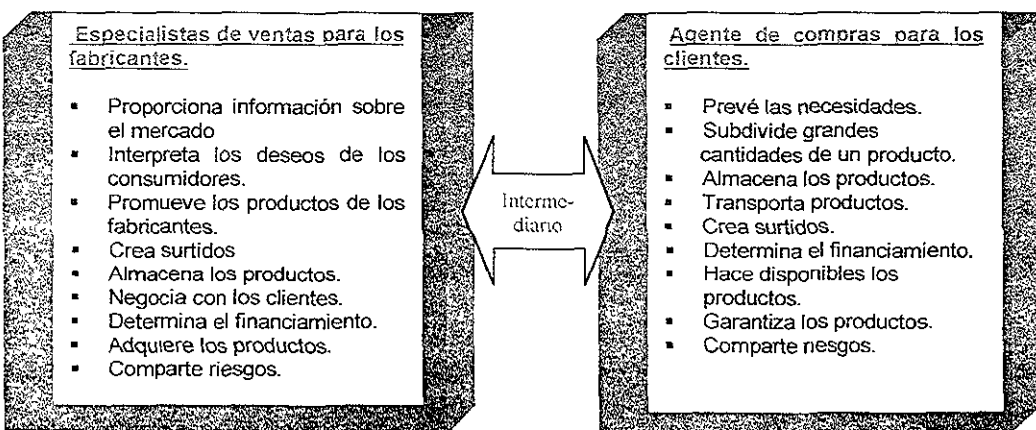 Especialistas de ventas para los
fabricantes.
▪ Proporciona información sobre
el mercado
▪ Interpreta los deseos de los
consumidores.
▪ Promueve los productos de los
fabricantes.
▪ Crea surtidos
▪ Almacena los productos.
▪ Negocia con los clientes.
▪ Determina el financiamiento.
▪ Adquiere los productos.
▪ Comparte riesgos.
Interme-
diario
Agente de compras para los
clientes.
▪ Prevé las necesidades.
▪ Subdivide grandes
cantidades de un producto.
▪ Almacena los productos.
▪ Transporta productos.
▪ Crea surtidos.
▪ Determina el financiamiento.
▪ Hace disponibles los
productos.
▪ Garantiza los productos.
▪ Comparte riesgos.